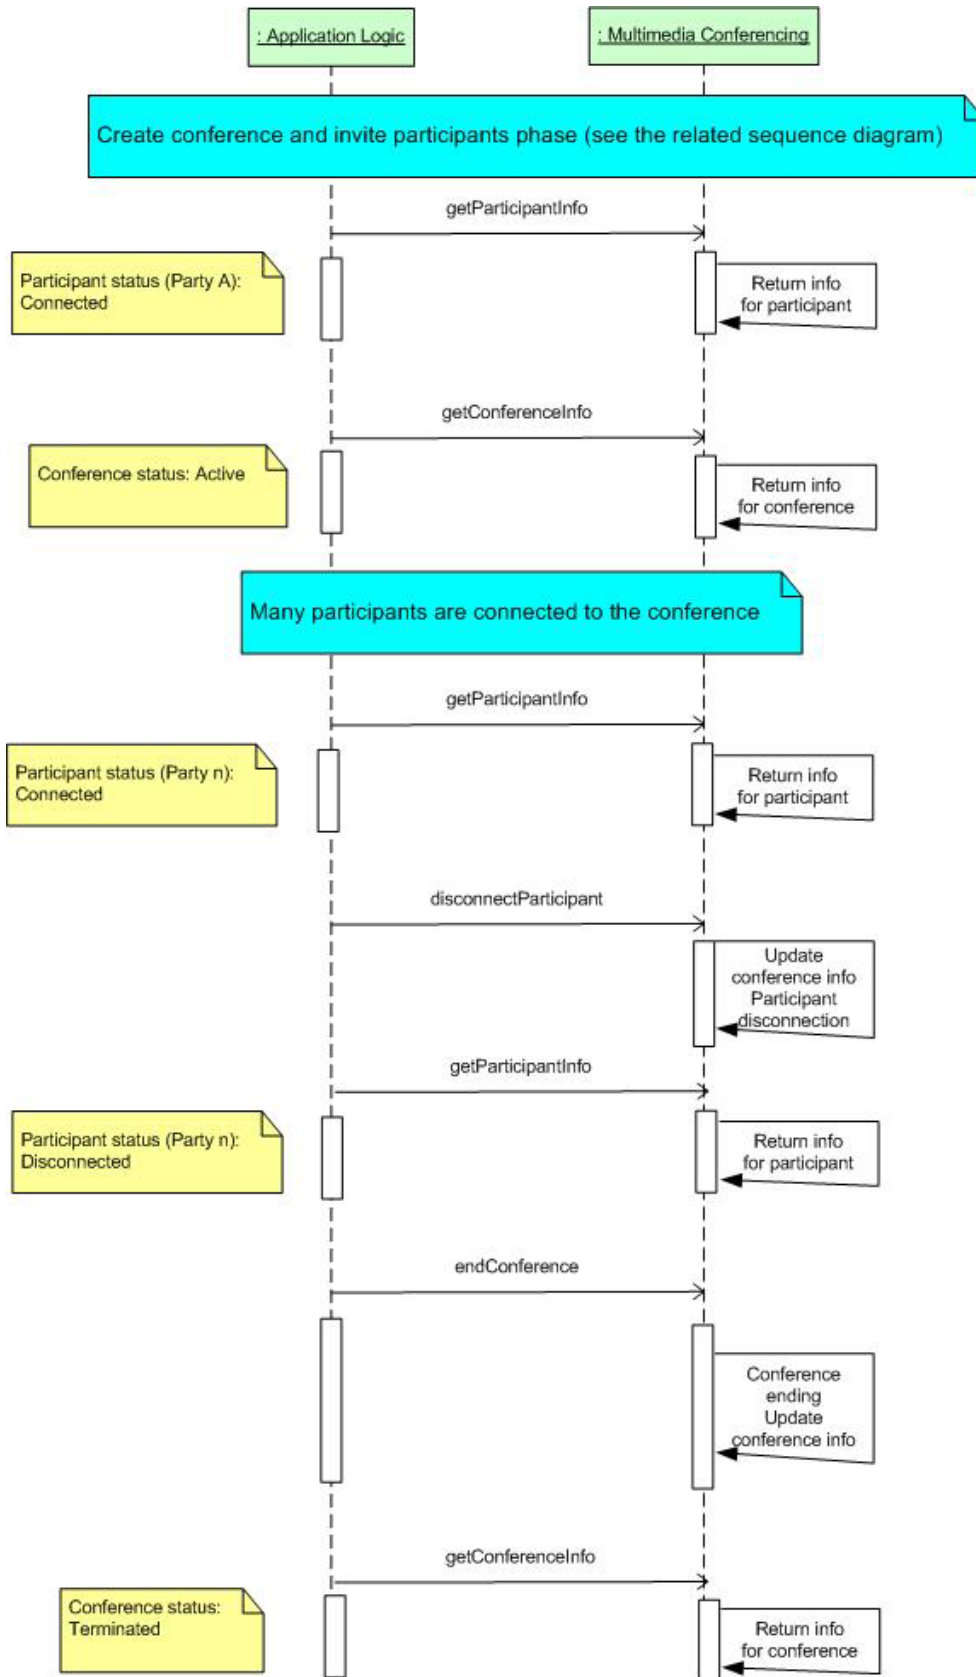 : Application Logic
: Multimedia Conferencing
Create conference and invite participants phase (see the related sequence diagram)
getParticipantInfo
Participant status (Party A):
Connected
Return info
for participant
getConferenceInfo
Conference status: Active
Return info
for conference
Many participants are connected to the conference
getParticipantInfo
Participant status (Party n):
Connected
Return info
for participant
disconnectParticipant
Update
conference info
Participant
disconnection
getParticipantInfo
Participant status (Party n):
Disconnected
Return info
for participant
endConference
Conference
ending
Update
conference info
getConferenceInfo
Conference status:
Terminated
Return info
for conference